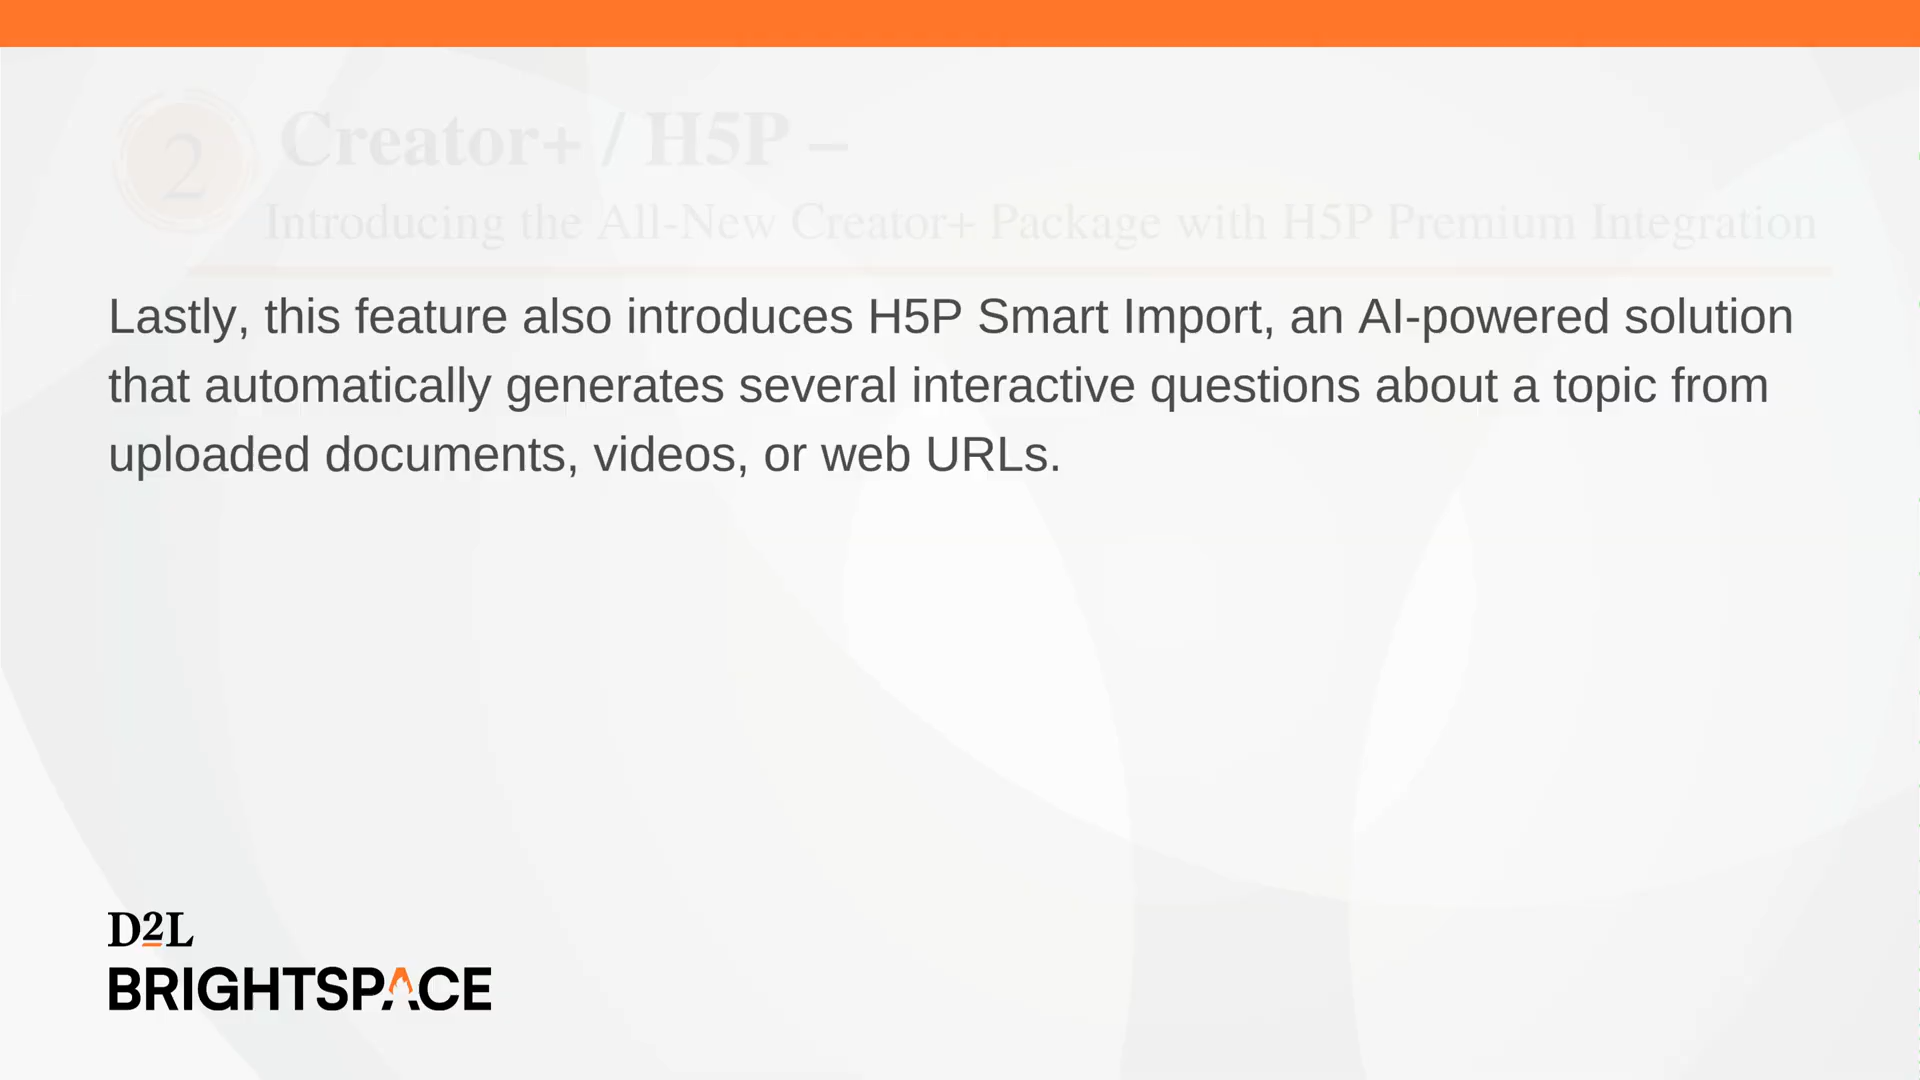 2
Creator+ / H5P –
Introducing the All-New Creator+ Package with H5P Premium Integration
Lastly, this feature also introduces H5P Smart Import, an AI-powered solution
that automatically generates several interactive questions about a topic from
uploaded documents, videos, or web URLs.
D2L
BRIGHTSPACE